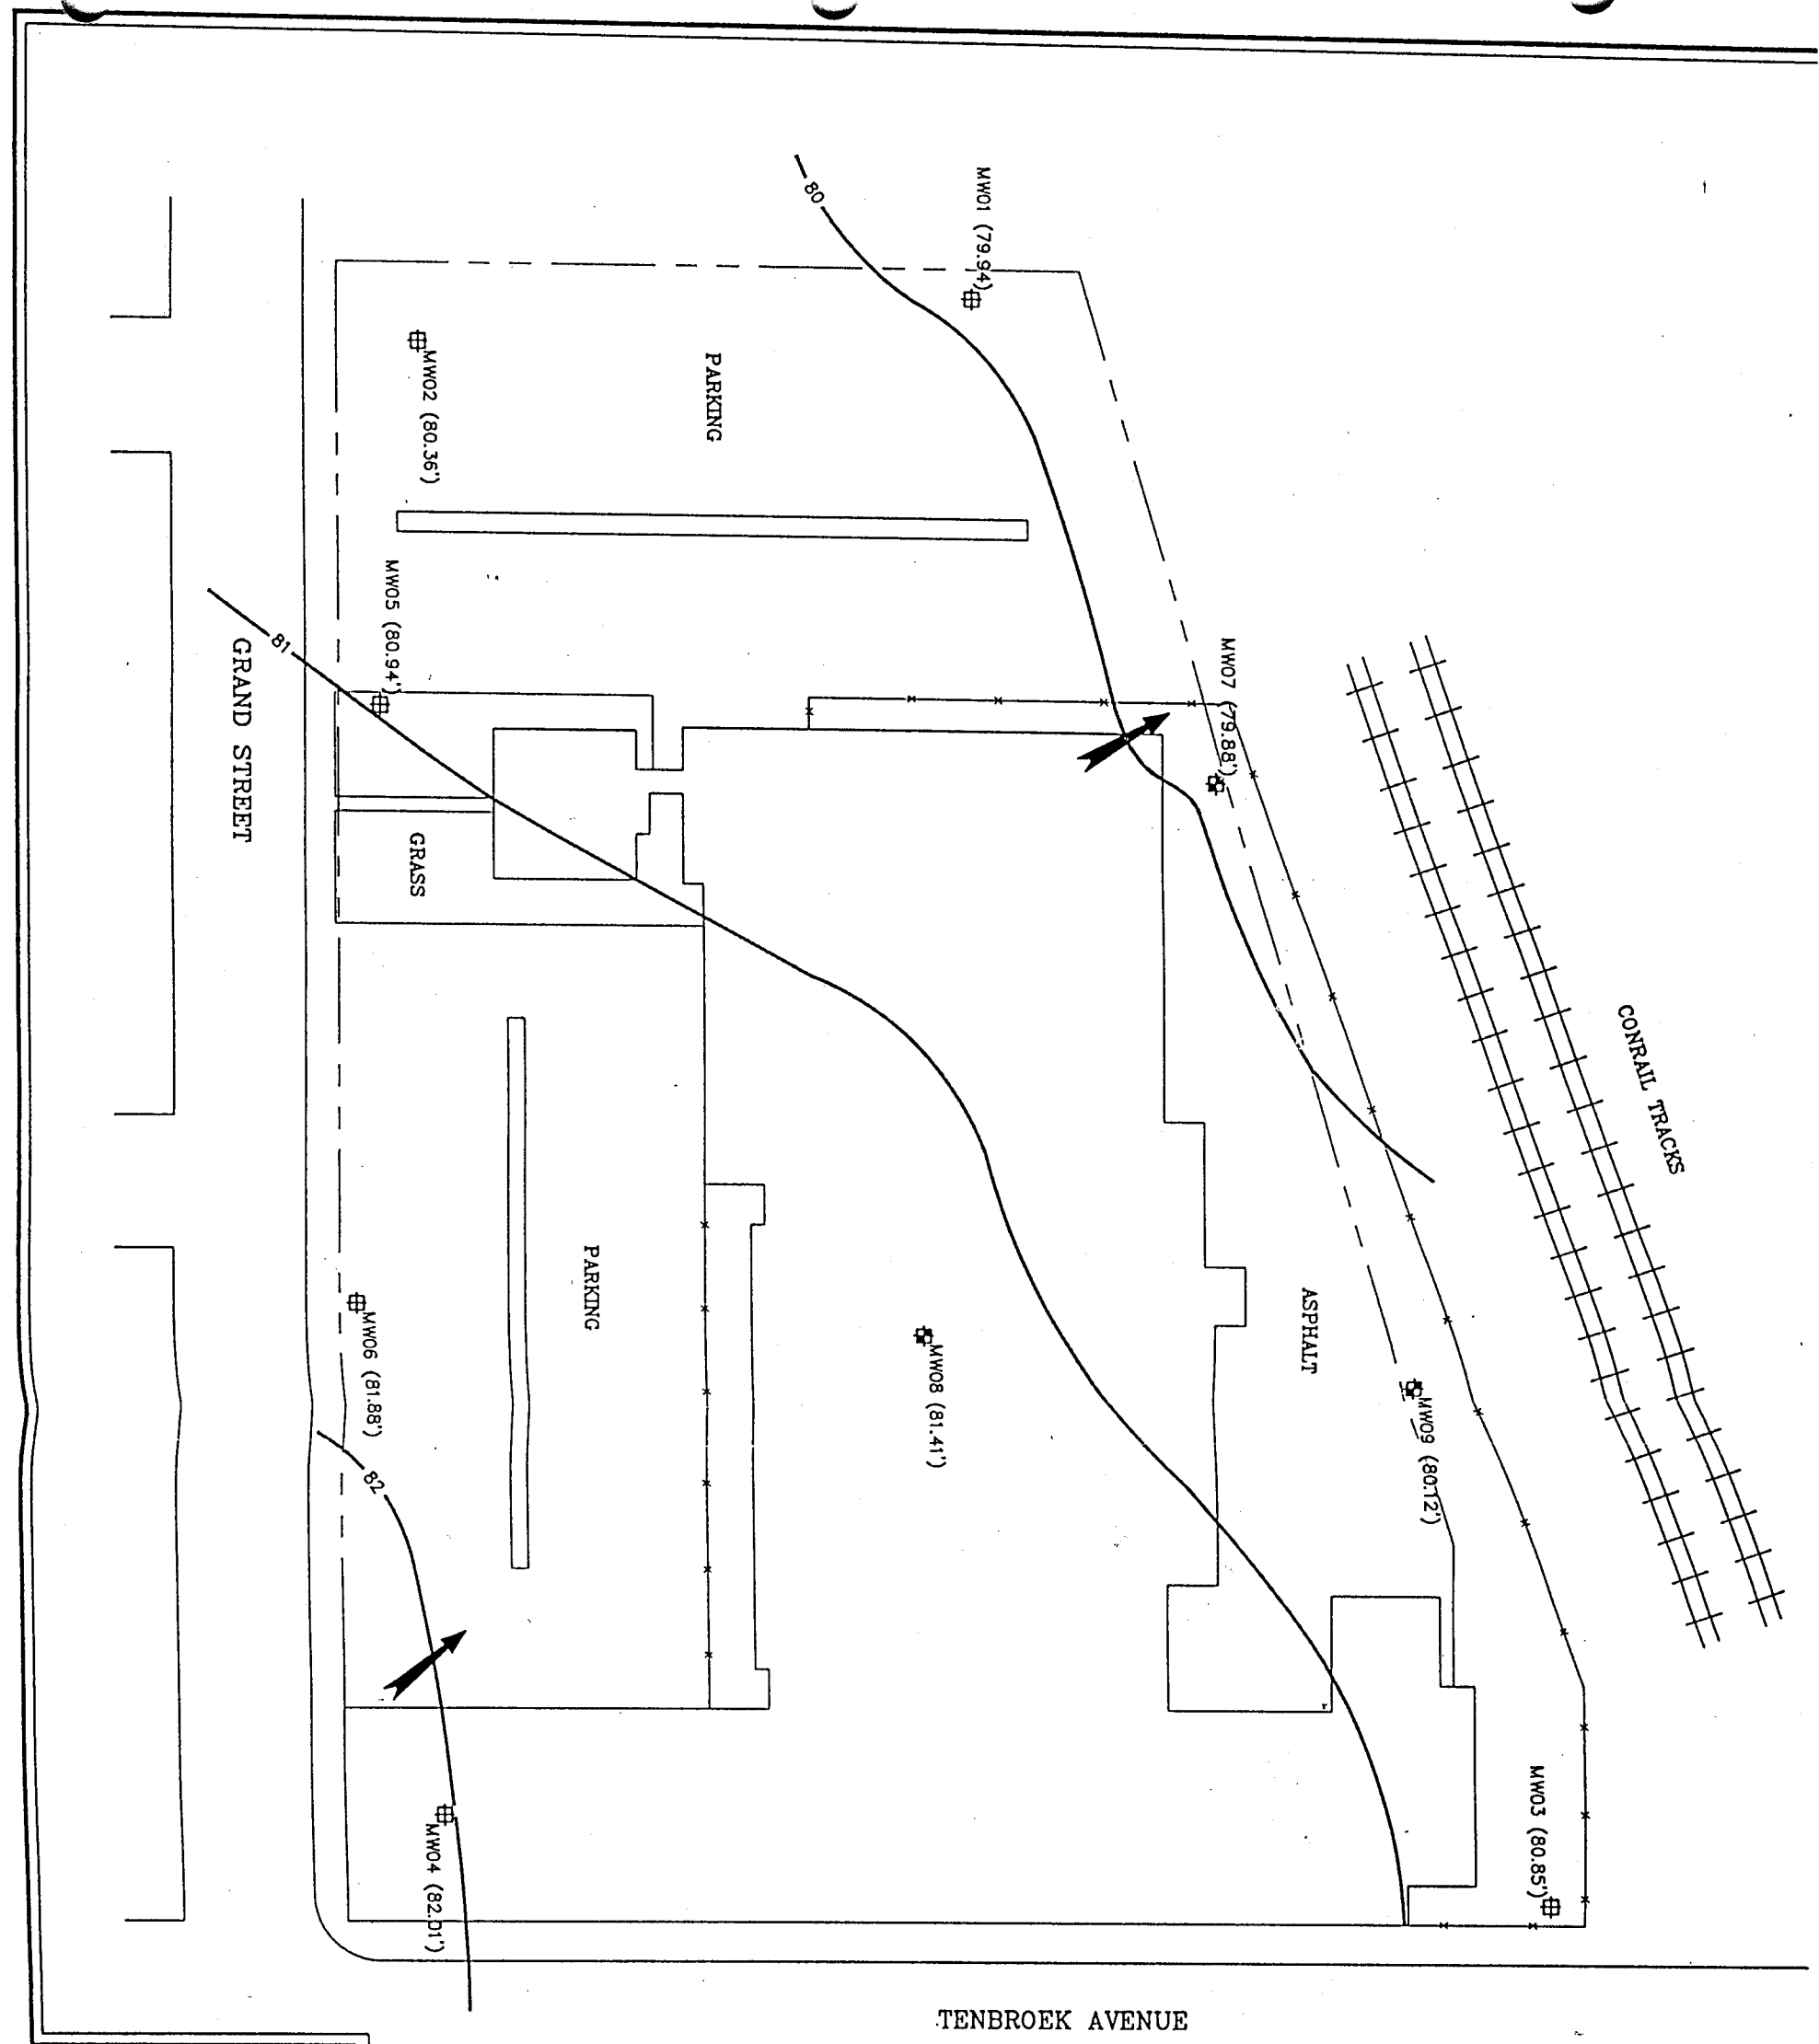 80
MW01 (79.94)
MW02 (80.36')
PARKING
MW05 (80.94')
81
GRAND STREET
MW07 (79.88')
GRASS
CONRAIL TRACKS
PARKING
ASPHALT
MW06 (81.88')
MW08 (81.41')
MW09 (80.12')
82
MW03 (80.85')
MW04 (82.01')
TENBROEK AVENUE